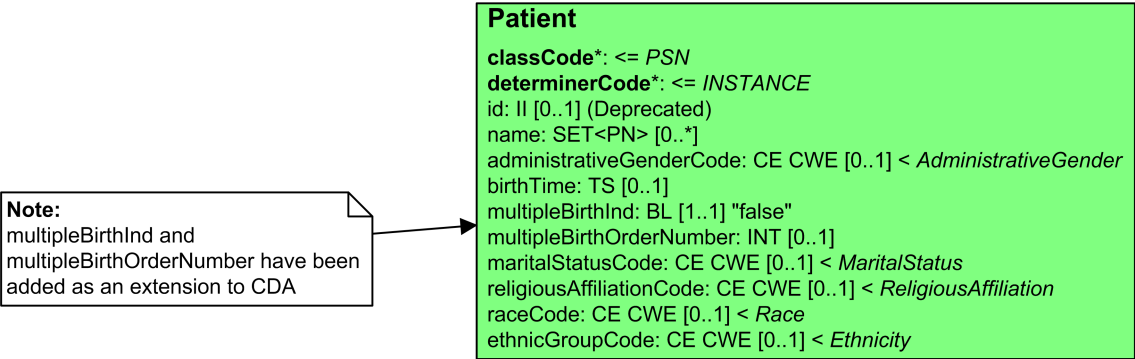 Patient
classCode*: <= PSN
determinerCode*: <= INSTANCE
id: II [0..1] (Deprecated)
name: SET<PN> [0..*]
administrativeGenderCode: CE CWE [0..1] < AdministrativeGender
birthTime: TS [0..1]
multipleBirthInd: BL [1..1] "false"
multipleBirthOrderNumber: INT [0..1]
maritalStatusCode: CE CWE [0..1] < MaritalStatus
religiousAffiliationCode: CE CWE [0..1] < ReligiousAffiliation
raceCode: CE CWE [0..1] < Race
ethnicGroupCode: CE CWE [0..1] < Ethnicity
Note:
multipleBirthInd and
multipleBirthOrderNumber have been
added as an extension to CDA